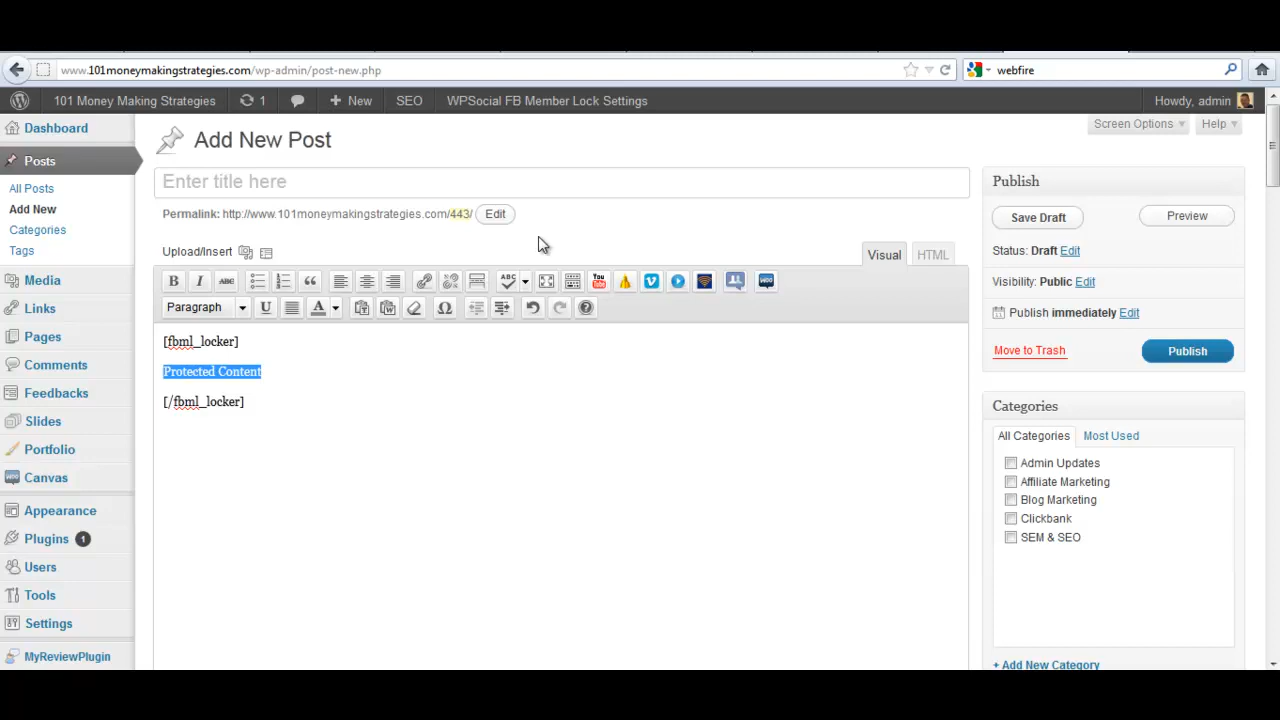 www.101moneymakingstrategies.com/wp-admin/post-new.php
webfire
101 Money Making Strategies
1
New
SEO
WPSocial FB Member Lock Settings
Howdy, admin
Dashboard
Posts
All Posts
Add New
Categories
Tags
Media
Links
Pages
Comments
Feedbacks
Slides
Portfolio
Canvas
Appearance
Plugins 1
Users
Tools
Settings
MyReviewPlugin
Screen Options
Help
Add New Post
Enter title here
Permalink: http://www.101moneymakingstrategies.com/443/ Edit
Upload/Insert
Visual
HTML
B I ABC ABC You Tube
Paragraph U A Ω
[fbml_locker]
Protected Content
[/fbml_locker]
Publish
Save Draft
Preview
Status: Draft Edit
Visibility: Public Edit
Publish immediately Edit
Move to Trash
Publish
Categories
All Categories
Most Used
Admin Updates
Affiliate Marketing
Blog Marketing
Clickbank
SEM & SEO
+ Add New Category